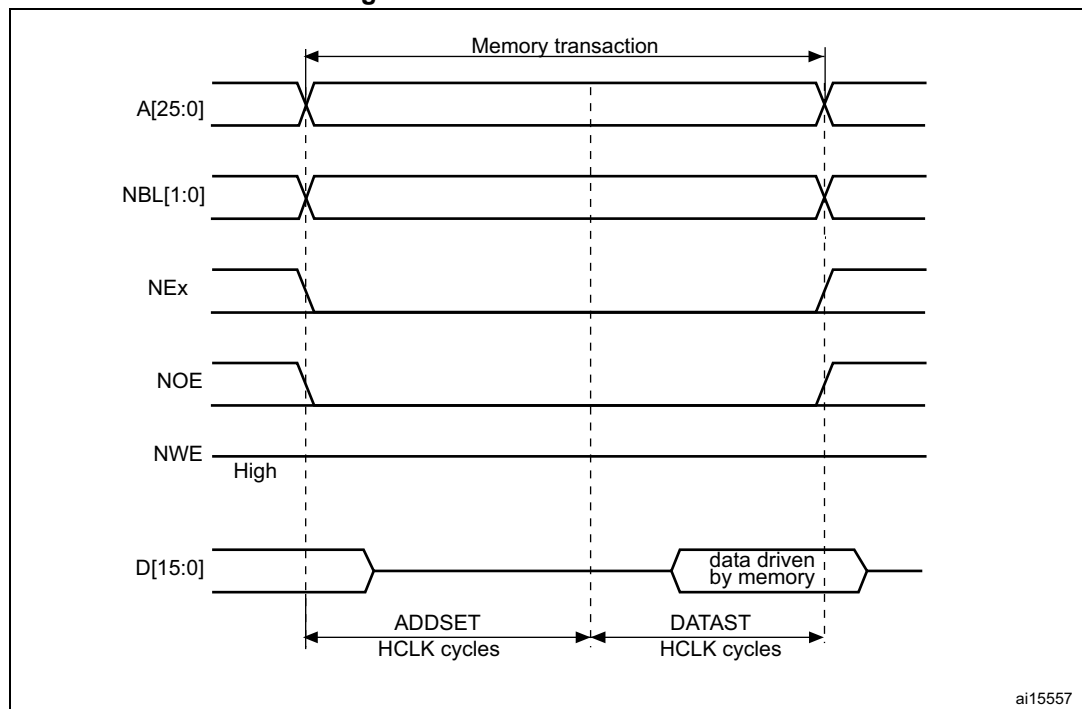 Memory transaction
A[25:0]
NBL[1:0]
NEx
NOE
NWE
High
D[15:0]
data driven
by memory
ADDSET
DATAST
HCLK cycles
HCLK cycles
ai15557